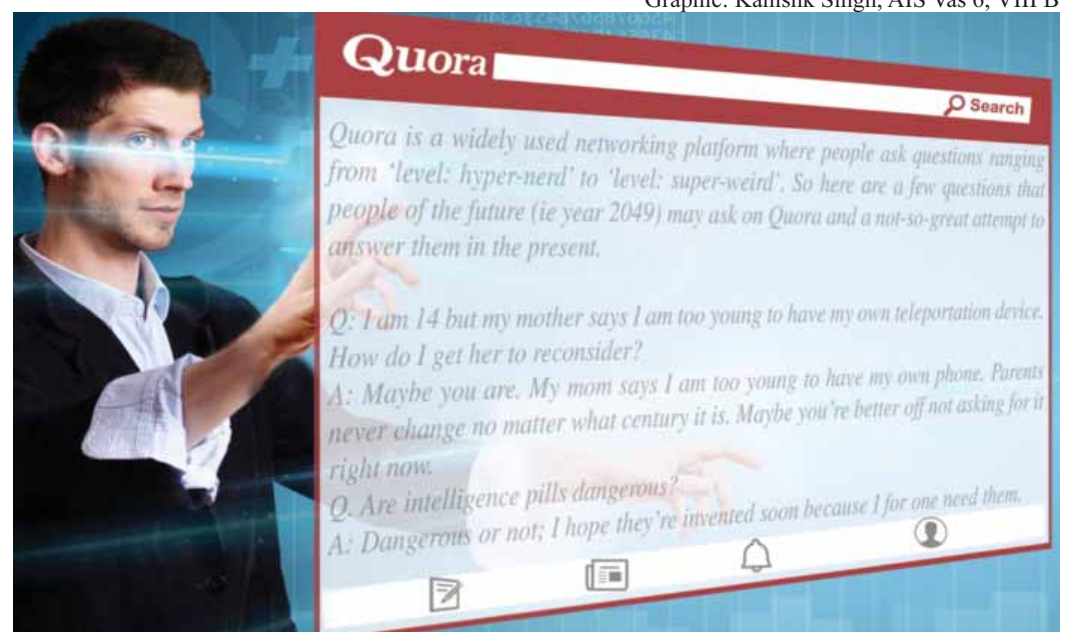 Graphic: Kanishk Singh, AIS Vas 6, VIII B
Quora
Search
Quora is a widely used networking platform where people ask questions ranging
from ‘level: hyper-nerd’ to ‘level: super-weird’. So here are a few questions that
people of the future (ie year 2049) may ask on Quora and a not-so-great attempt to
answer them in the present.
Q: I am 14 but my mother says I am too young to have my own teleportation device.
How do I get her to reconsider?
A: Maybe you are. My mom says I am too young to have my own phone. Parents
never change no matter what century it is. Maybe you’re better off not asking for it
right now.
Q. Are intelligence pills dangerous?
A: Dangerous or not; I hope they’re invented soon because I for one need them.